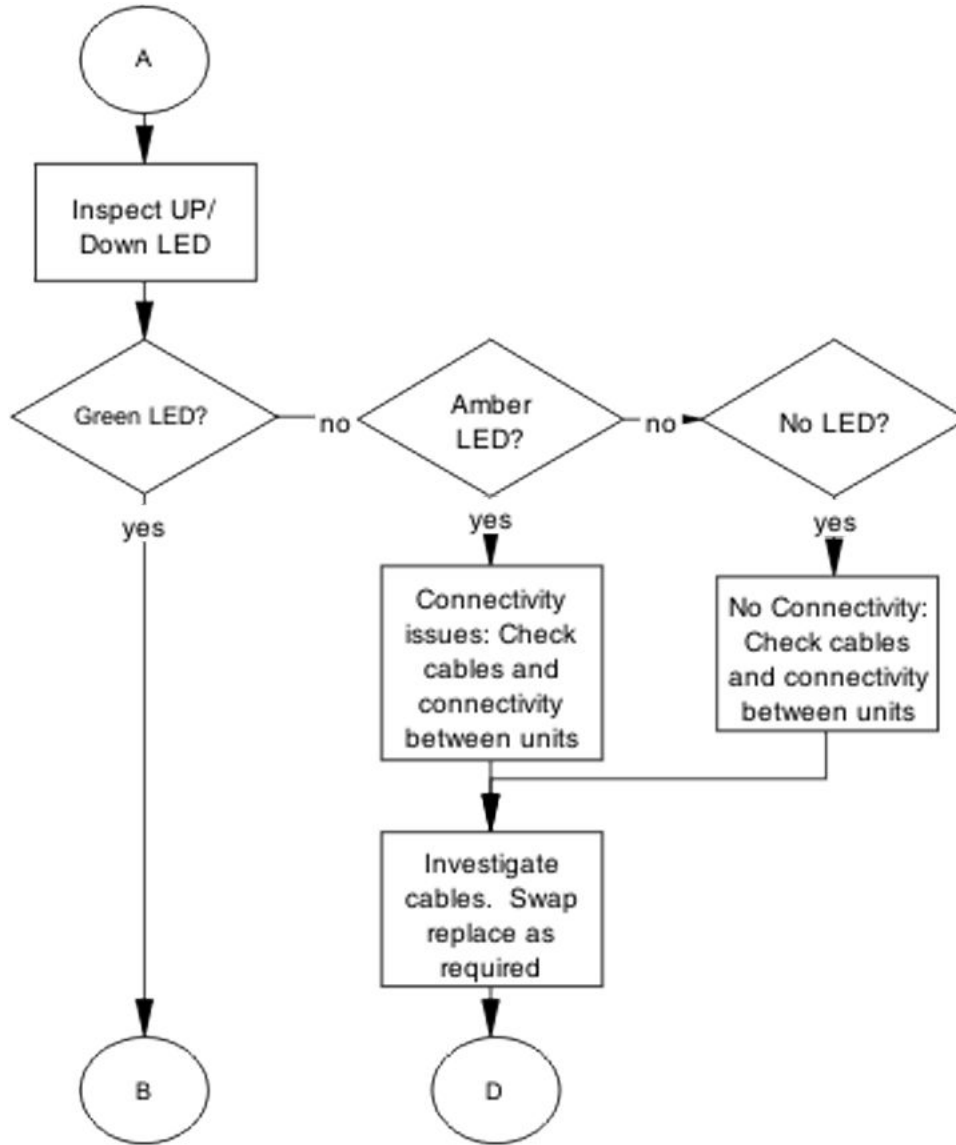 A
Inspect UP/
Down LED
Green LED?
no
Amber
LED?
no
No LED?
yes
yes
yes
Connectivity
issues: Check
cables and
connectivity
between units
No Connectivity:
Check cables
and connectivity
between units
Investigate
cables. Swap
replace as
required
B
D